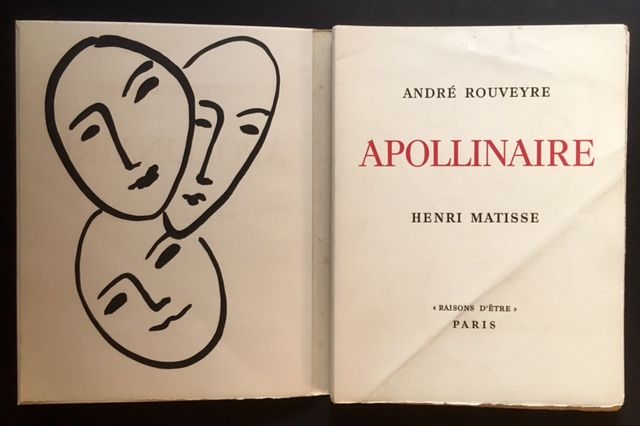 ANDRÉ ROUVEYRE
APOLLINAIRE
HENRI MATISSE
« RAISONS D'ÊTRE »
PARIS